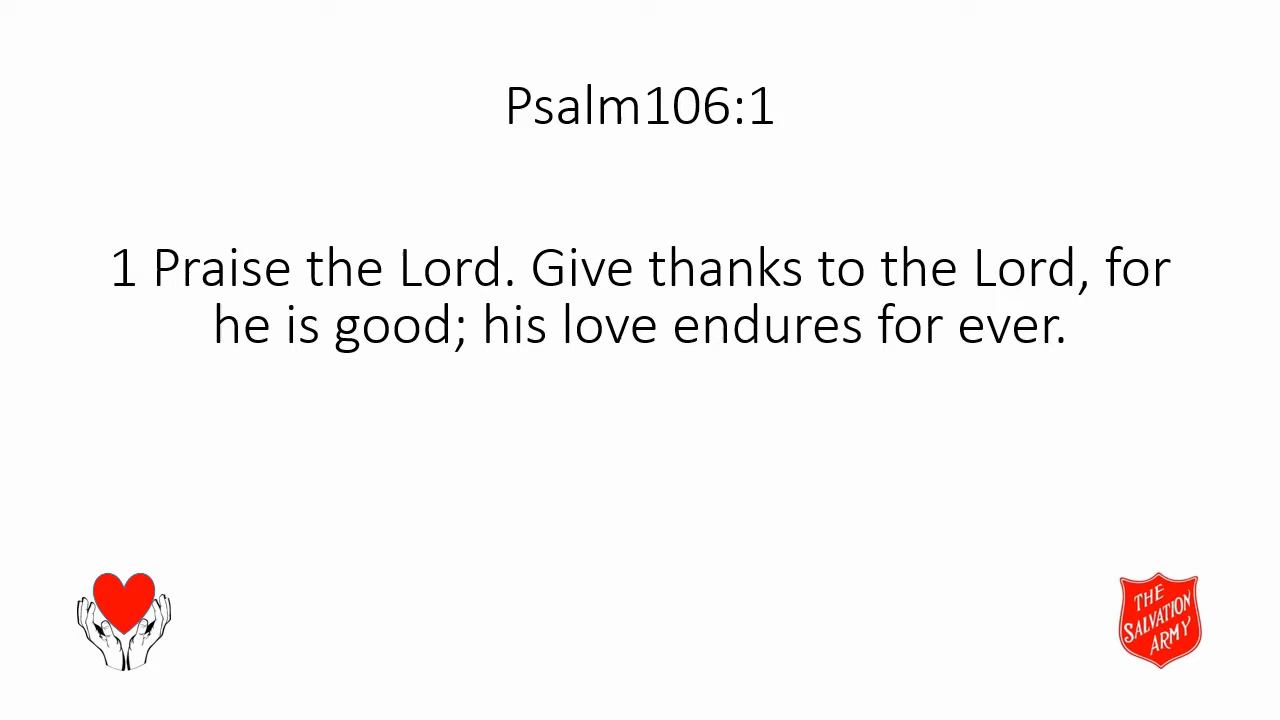 Psalm106:1
1 Praise the Lord. Give thanks to the Lord, for
he is good; his love endures for ever.
THE
SALVATION
ARMY